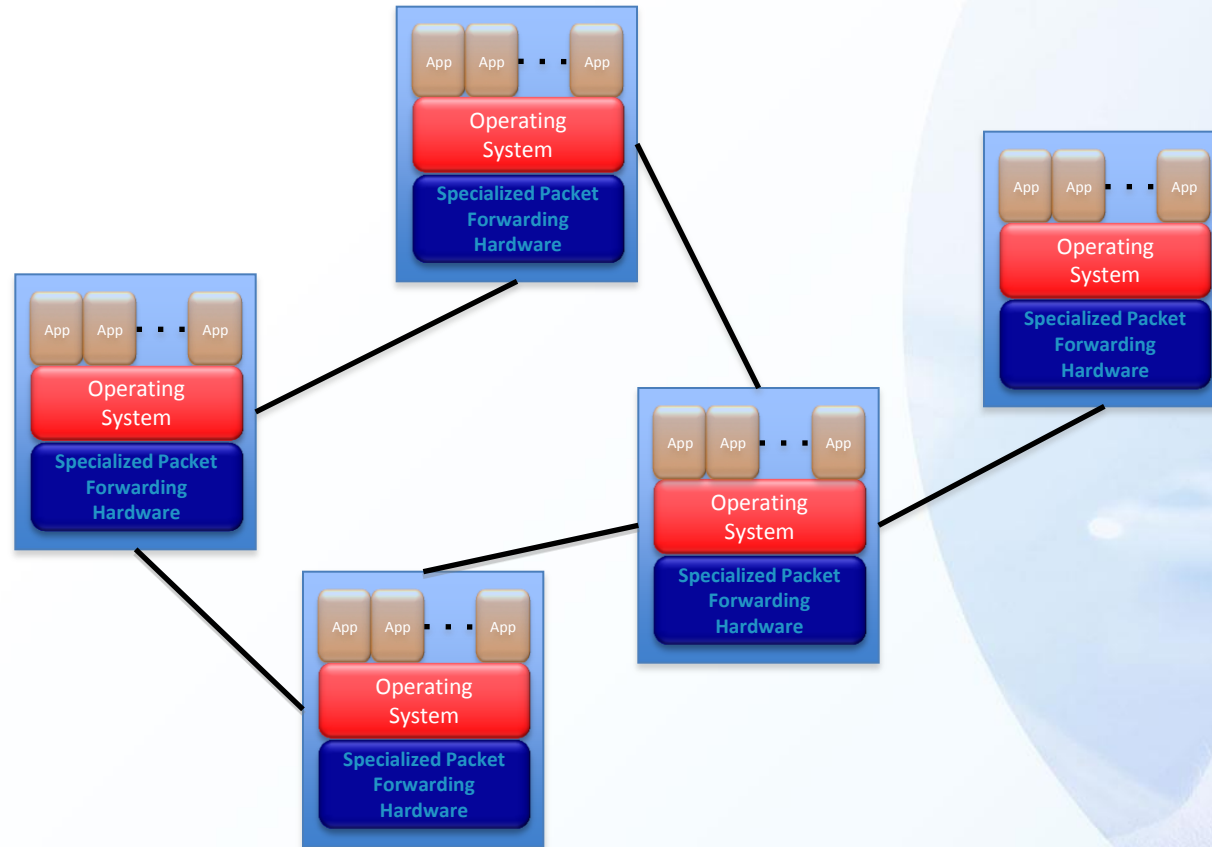 App App · · · App
Operating
System
Specialized Packet
Forwarding
Hardware
App App · · · App
Operating
System
Specialized Packet
Forwarding
Hardware
App App · · · App
Operating
System
Specialized Packet
Forwarding
Hardware
App App · · · App
Operating
System
Specialized Packet
Forwarding
Hardware
App App · · · App
Operating
System
Specialized Packet
Forwarding
Hardware